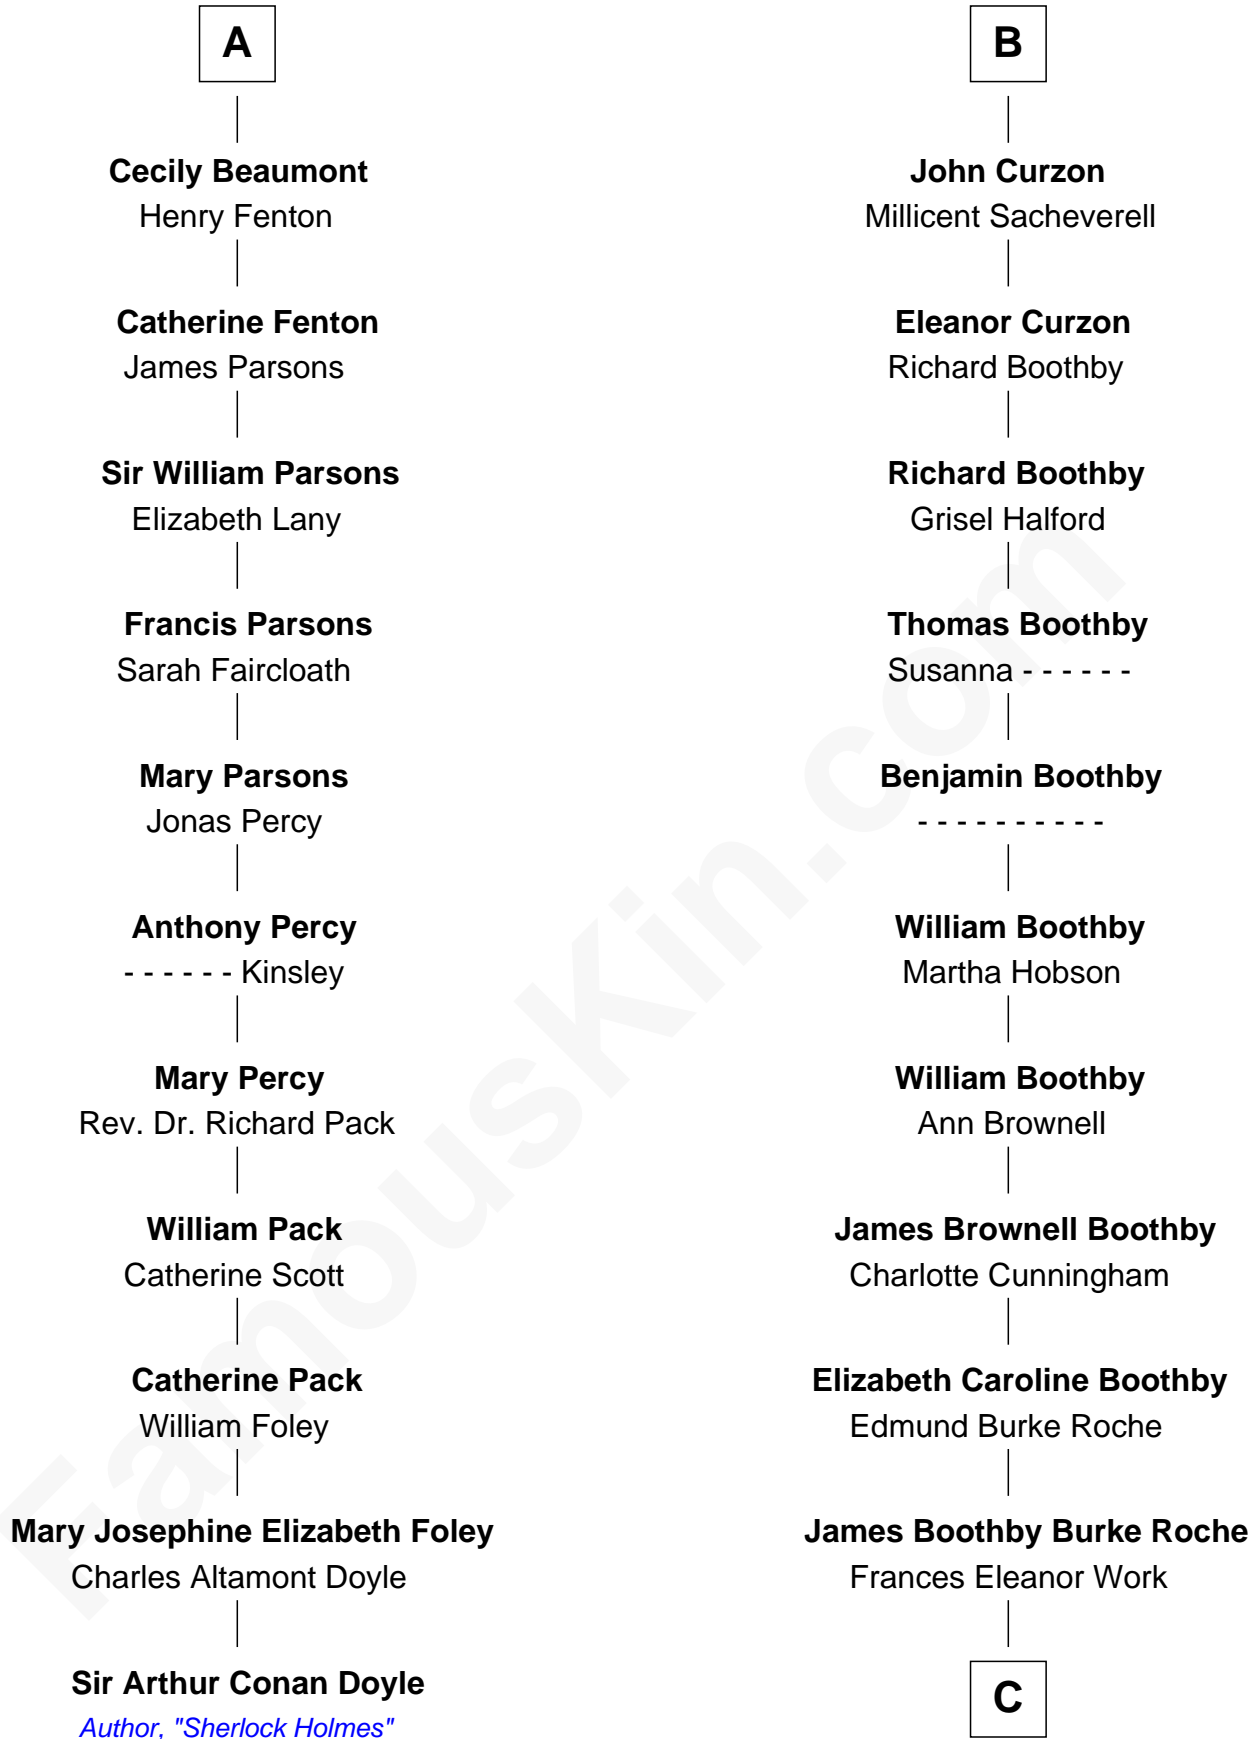 A
Cecily Beaumont
Henry Fenton
Catherine Fenton
James Parsons
Sir William Parsons
Elizabeth Lany
Francis Parsons
Sarah Faircloath
Mary Parsons
Jonas Percy
Anthony Percy
- - - - - - Kinsley
Mary Percy
Rev. Dr. Richard Pack
William Pack
Catherine Scott
Catherine Pack
William Foley
Mary Josephine Elizabeth Foley
Charles Altamont Doyle
Sir Arthur Conan Doyle
Author, "Sherlock Holmes"
B
John Curzon
Millicent Sacheverell
Eleanor Curzon
Richard Boothby
Richard Boothby
Grisel Halford
Thomas Boothby
Susanna - - - - - -
Benjamin Boothby
- - - - - - - - - -
William Boothby
Martha Hobson
William Boothby
Ann Brownell
James Brownell Boothby
Charlotte Cunningham
Elizabeth Caroline Boothby
Edmund Burke Roche
James Boothby Burke Roche
Frances Eleanor Work
C
FamousKin.com